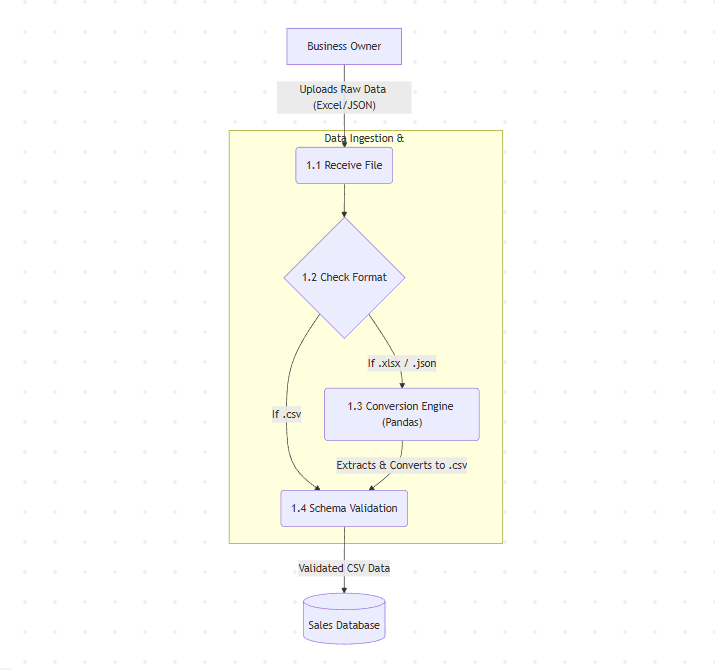 Business Owner
Uploads Raw Data
(Excel/JSON)
Data Ingestion &
1.1 Receive File
1.2 Check Format
If .xlsx / .json
1.3 Conversion Engine
(Pandas)
If .csv
Extracts & Converts to .csv
1.4 Schema Validation
Validated CSV Data
Sales Database